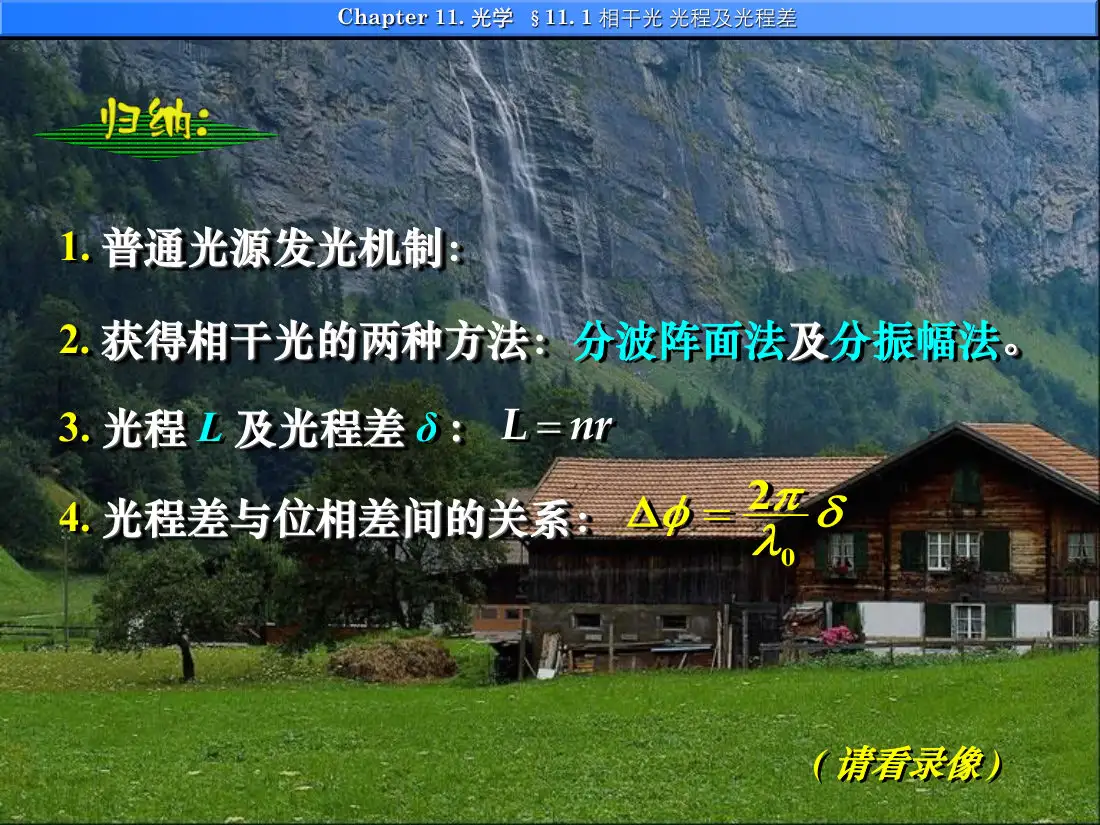 Chapter 11. 光学 §11. 1 相干光 光程及光程差
归纳：
1. 普通光源发光机制：
2. 获得相干光的两种方法：分波阵面法及分振幅法。
3. 光程 L 及光程差 δ： L = nr
4. 光程差与位相差间的关系： Δϕ = 2π/λ₀ δ
(请看录像)